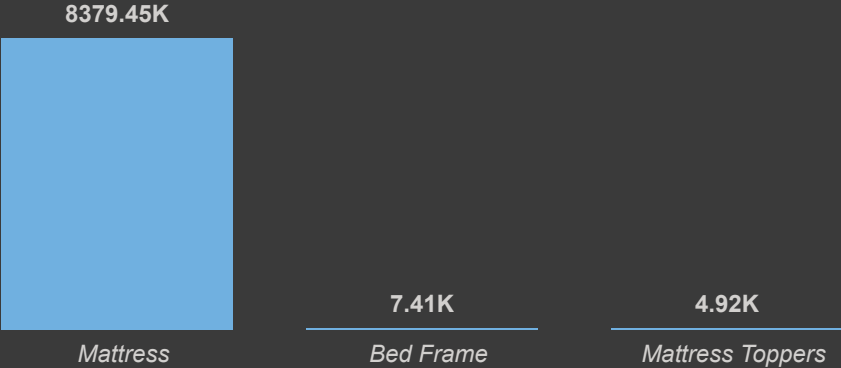 8379.45K
7.41K
4.92K
Mattress
Bed Frame
Mattress Toppers